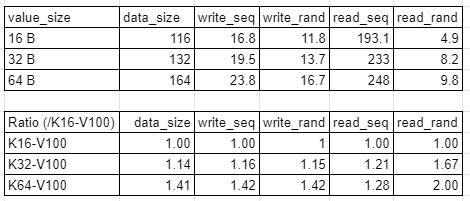 value_size data_size write_seq write_rand read_seq read_rand
16 B 116 16.8 11.8 193.1 4.9
32 B 132 19.5 13.7 233 8.2
64 B 164 23.8 16.7 248 9.8
Ratio (/K16-V100) data_size write_seq write_rand read_seq read_rand
K16-V100 1.00 1.00 1 1.00 1.00
K32-V100 1.14 1.16 1.15 1.21 1.67
K64-V100 1.41 1.42 1.42 1.28 2.00